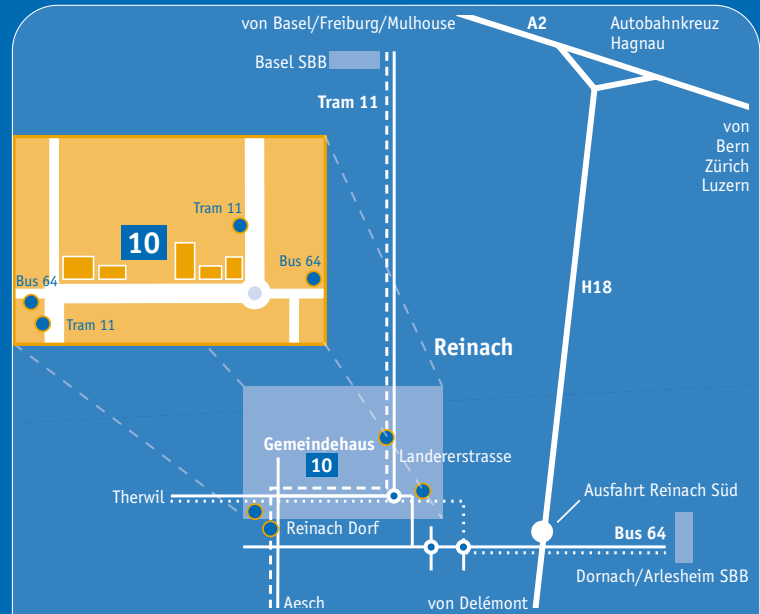 von Basel/Freiburg/Mulhouse
A2
Autobahnkreuz
Hagnau
Basel SBB
Tram 11
von
Bern
Zürich
Luzern
Tram 11
10
Bus 64
Bus 64
Tram 11
H18
Reinach
Gemeindehaus
10
Landererstrasse
Therwil
Ausfahrt Reinach Süd
Reinach Dorf
Bus 64
Dornach/Arlesheim SBB
Aesch
von Delémont